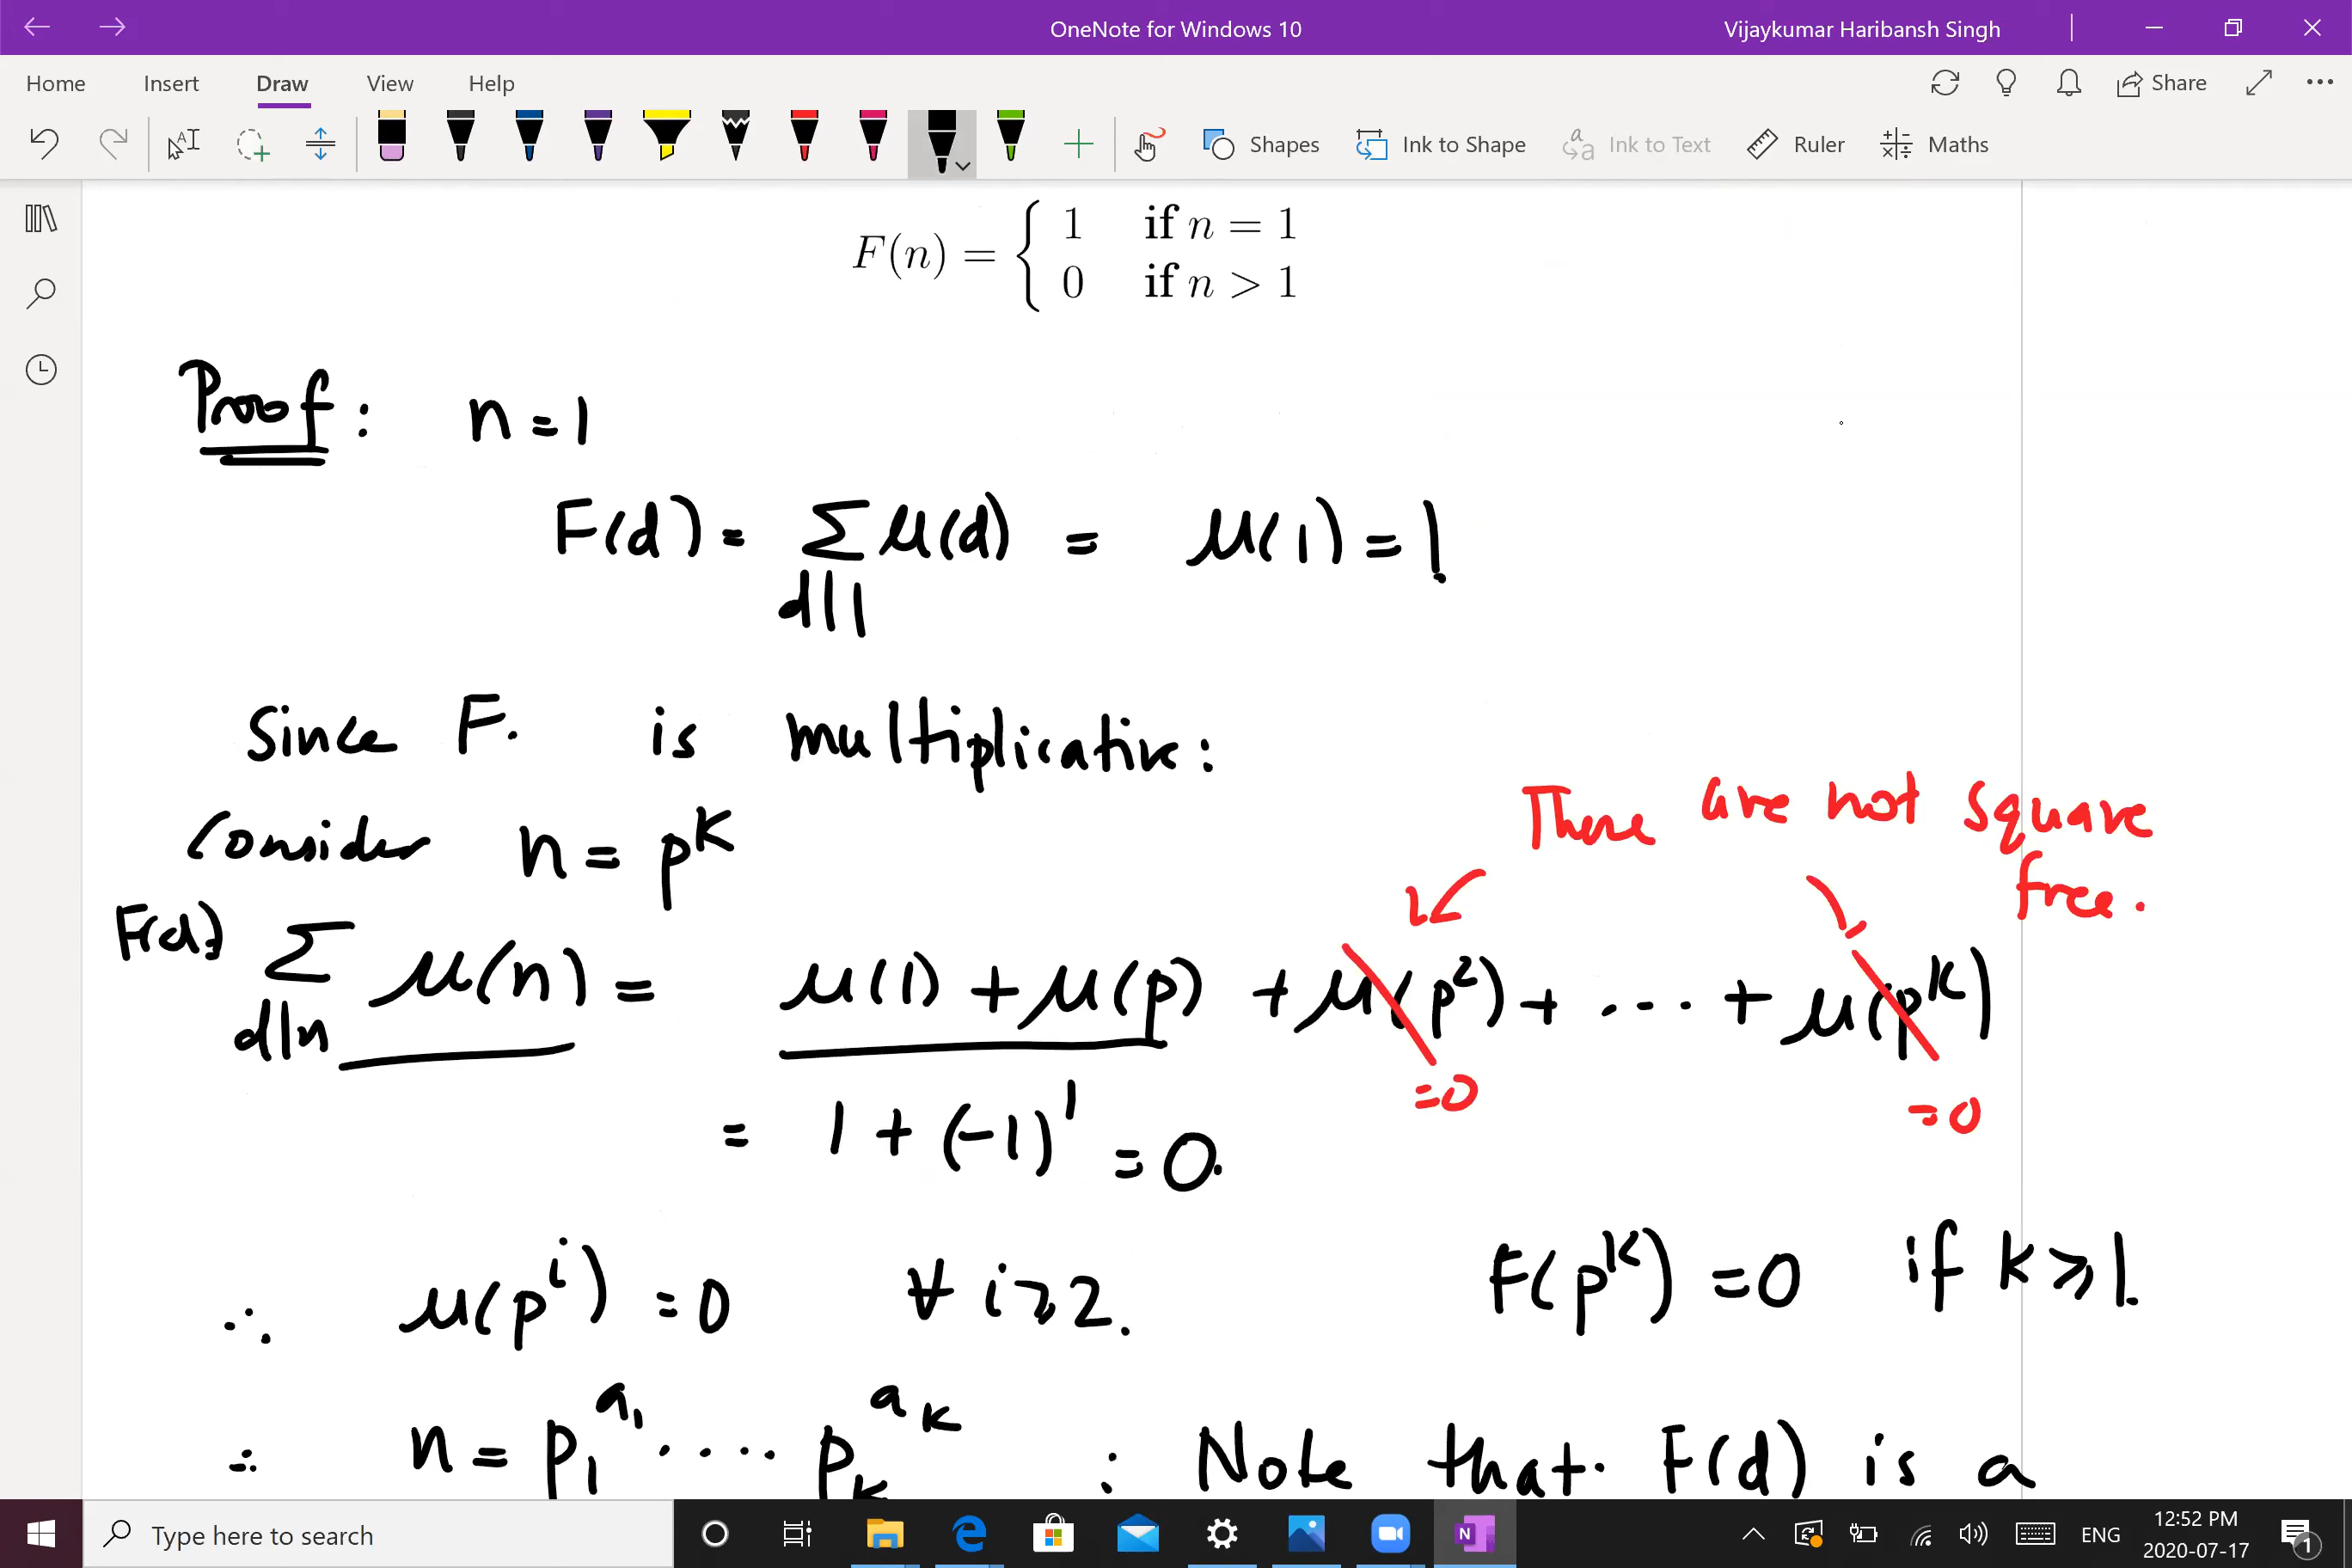 OneNote for Windows 10
Vijaykumar Haribansh Singh
Home Insert Draw View Help
Share
Shapes Ink to Shape Ink to Text Ruler Maths
F(n) = { 1 if n = 1
0 if n > 1
Proof: n = 1
F(d) = Σ μ(d) = μ(1) = 1.
d|1
Since F. is multiplicative:
Consider n = p^k
There are not square
free.
F(d) Σ μ(n) = μ(1) + μ(p) + μ(p²) + .... + μ(p^k)
d|n
=0
=0
= 1 + (-1)^1 = 0.
∴ μ(p^i) = 0 ∀ i ≥ 2.
F(p^k) = 0 if k ≥ 1.
∴ n = p₁^a₁ .... p_k^a_k : Note that. F(d) is a
Type here to search
N
ENG
12:52 PM
2020-07-17
1